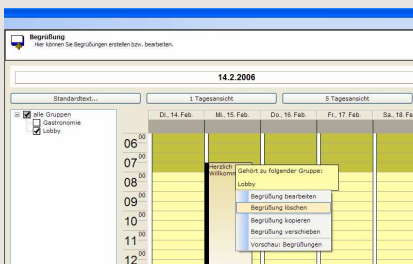 Begrüßung
Hier können Sie Begrüßungen erstellen bzw. bearbeiten.
14.2.2006
Standardtext...
1 Tagesansicht
5 Tagesansicht
alle Gruppen
Gastronomie
Lobby
Di., 14. Feb.
Mi., 15. Feb.
Do., 16. Feb.
Fr., 17. Feb.
Sa., 18. Fe
06 00
07 00
08 00
09 00
10 00
11 00
12 00
Herzlich
Willkomm
Gehört zu folgender Gruppe:
Lobby
Begrüßung bearbeiten
Begrüßung löschen
Begrüßung kopieren
Begrüßung verschieben
Vorschau: Begrüßungen